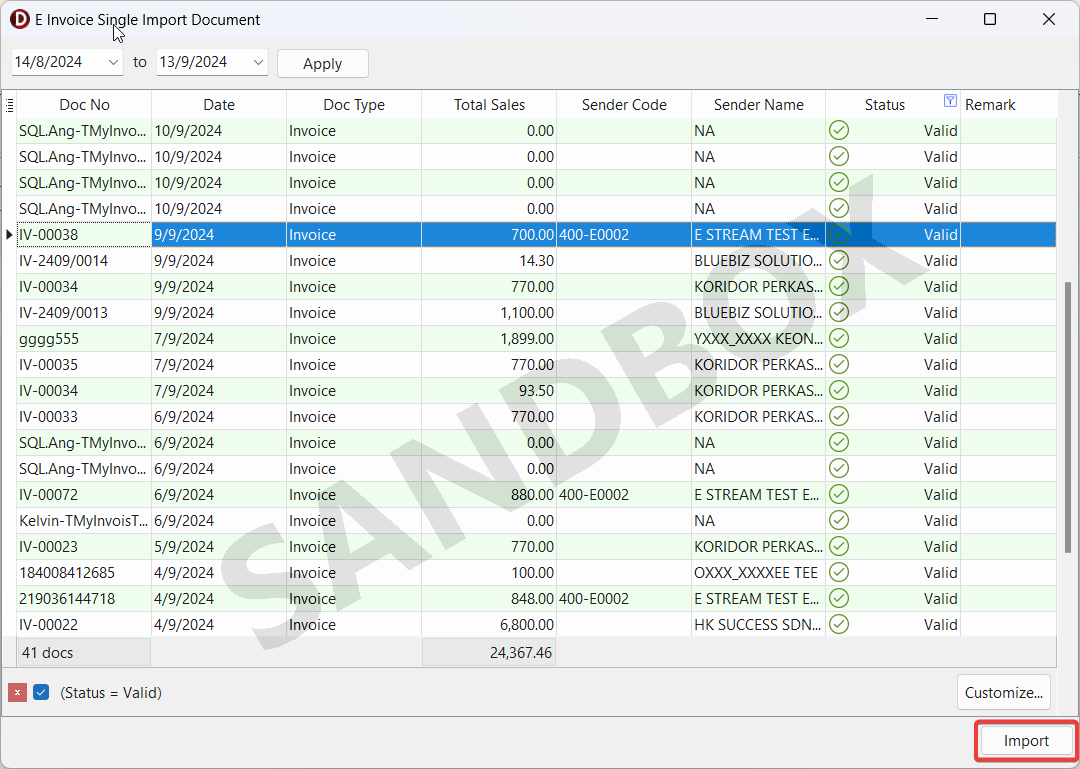 E Invoice Single Import Document
14/8/2024 to 13/9/2024 Apply
Doc No Date Doc Type Total Sales Sender Code Sender Name Status Remark
SQL.Ang-TMyInvo... 10/9/2024 Invoice 0.00 NA Valid
SQL.Ang-TMyInvo... 10/9/2024 Invoice 0.00 NA Valid
SQL.Ang-TMyInvo... 10/9/2024 Invoice 0.00 NA Valid
SQL.Ang-TMyInvo... 10/9/2024 Invoice 0.00 NA Valid
IV-00038 9/9/2024 Invoice 700.00 400-E0002 E STREAM TEST E... Valid
IV-2409/0014 9/9/2024 Invoice 14.30 BLUEBIZ SOLUTIO... Valid
IV-00034 9/9/2024 Invoice 770.00 KORIDOR PERKAS... Valid
IV-2409/0013 9/9/2024 Invoice 1,100.00 BLUEBIZ SOLUTIO... Valid
gggg555 7/9/2024 Invoice 1,899.00 YXXX_XXXX KEON... Valid
IV-00035 7/9/2024 Invoice 770.00 KORIDOR PERKAS... Valid
IV-00034 7/9/2024 Invoice 93.50 KORIDOR PERKAS... Valid
IV-00033 6/9/2024 Invoice 770.00 KORIDOR PERKAS... Valid
SQL.Ang-TMyInvo... 6/9/2024 Invoice 0.00 NA Valid
SQL.Ang-TMyInvo... 6/9/2024 Invoice 0.00 NA Valid
IV-00072 6/9/2024 Invoice 880.00 400-E0002 E STREAM TEST E... Valid
Kelvin-TMyInvoisT... 6/9/2024 Invoice 0.00 NA Valid
IV-00023 5/9/2024 Invoice 770.00 KORIDOR PERKAS... Valid
184008412685 4/9/2024 Invoice 100.00 OXXX_XXXXEE TEE Valid
219036144718 4/9/2024 Invoice 848.00 400-E0002 E STREAM TEST E... Valid
IV-00022 4/9/2024 Invoice 6,800.00 HK SUCCESS SDN... Valid
41 docs 24,367.46
SANDBOX
(Status = Valid) Customize...
Import